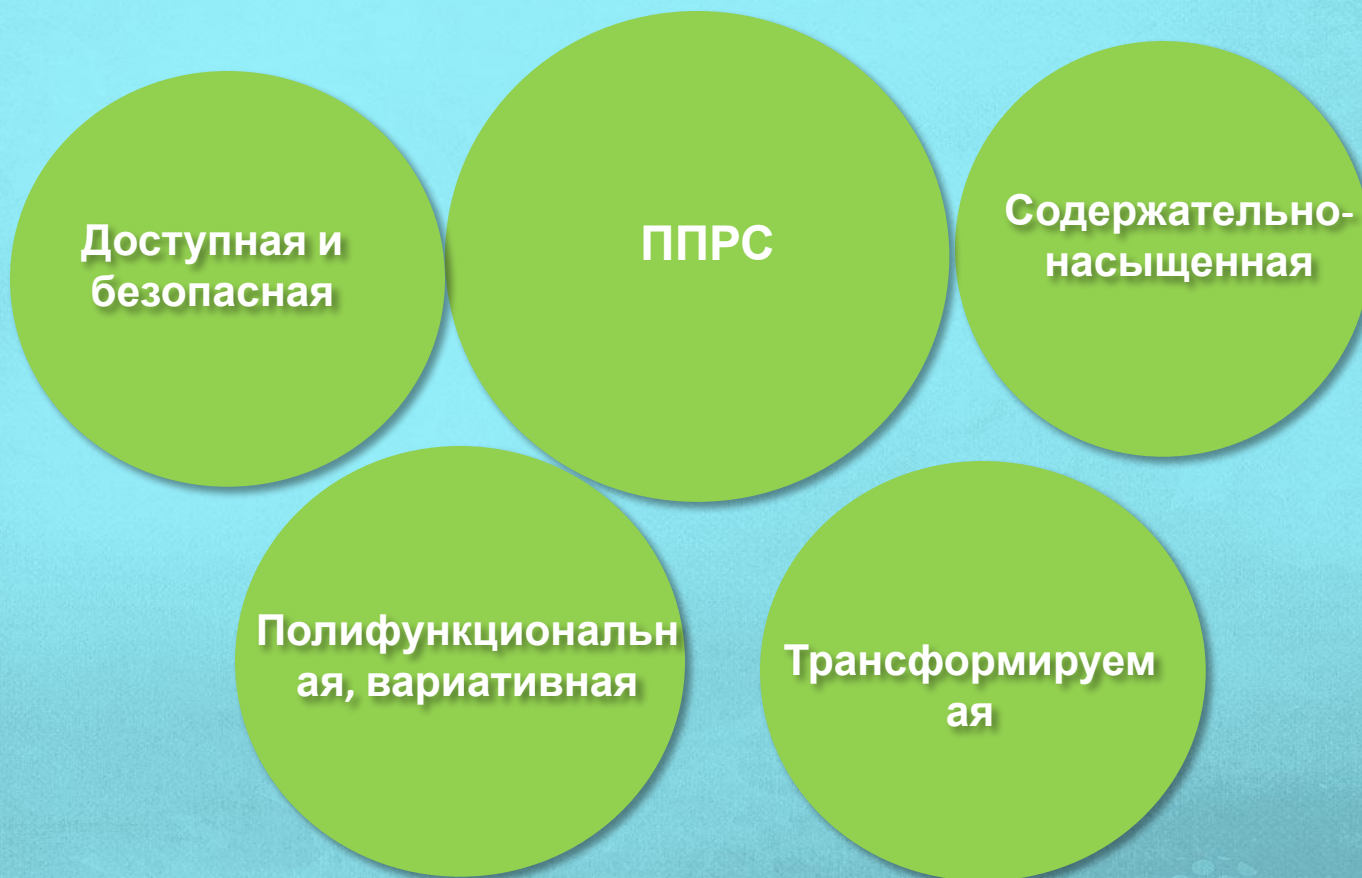 Доступная и
безопасная
ППРС
Содержательно-
насыщенная
Полифункциональн
ая, вариативная
Трансформируем
ая